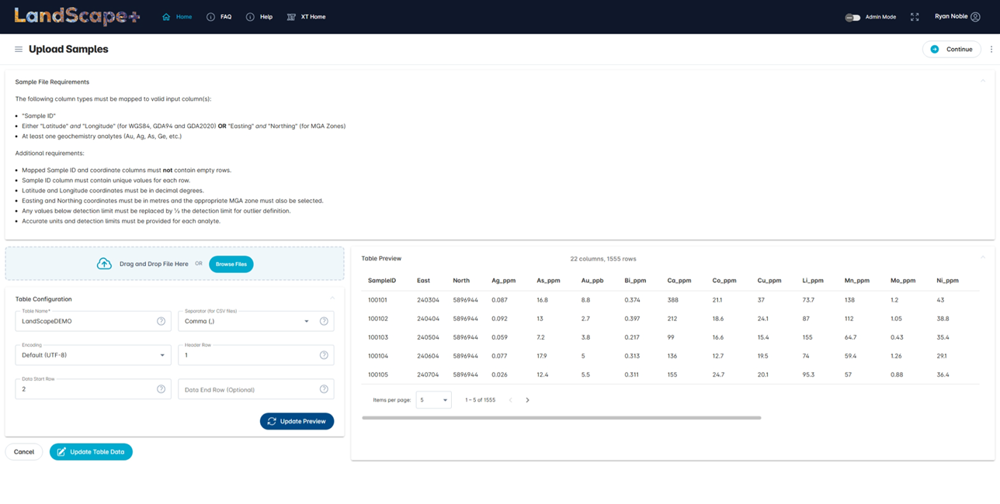 LandScape+
Home
FAQ
Help
XT Home
Admin Mode
Ryan Noble
Upload Samples
Continue
Sample File Requirements
The following column types must be mapped to valid input column(s):
• "Sample ID"
• Either "Latitude" and "Longitude" (for WGS84, GDA94 and GDA2020) OR "Easting" and "Northing" (for MGA Zones)
• At least one geochemistry analytes (Au, Ag, As, Ge, etc.)
Additional requirements:
• Mapped Sample ID and coordinate columns must not contain empty rows.
• Sample ID column must contain unique values for each row.
• Latitude and Longitude coordinates must be in decimal degrees.
• Easting and Northing coordinates must be in metres and the appropriate MGA zone must also be selected.
• Any values below detection limit must be replaced by ½ the detection limit for outlier definition.
• Accurate units and detection limits must be provided for each analyte.
Drag and Drop File Here OR Browse Files
Table Configuration
Table Name*
LandScapeDEMO
Separator (for CSV files)
Comma (,)
Encoding
Default (UTF-8)
Header Row
1
Data Start Row
2
Data End Row (Optional)
Update Preview
Cancel
Update Table Data
Table Preview
22 columns, 1555 rows
SampleID East North Ag_ppm As_ppm Au_ppb Bi_ppm Ca_ppm Co_ppm Cu_ppm Li_ppm Mn_ppm Mo_ppm Ni_ppm
100101 240304 5896944 0.087 16.8 8.8 0.374 388 21.1 37 73.7 138 1.2 43
100102 240404 5896944 0.092 13 2.7 0.397 212 18.6 24.1 87 112 1.05 38.8
100103 240504 5896944 0.059 7.2 3.8 0.217 99 16.6 15.4 155 64.7 0.43 35.4
100104 240604 5896944 0.077 17.9 5 0.313 136 12.7 19.5 74 59.4 1.26 29.1
100105 240704 5896944 0.026 12.4 5.5 0.311 155 24.7 20.1 95.3 57 0.88 36.4
Items per page: 5 1 – 5 of 1555